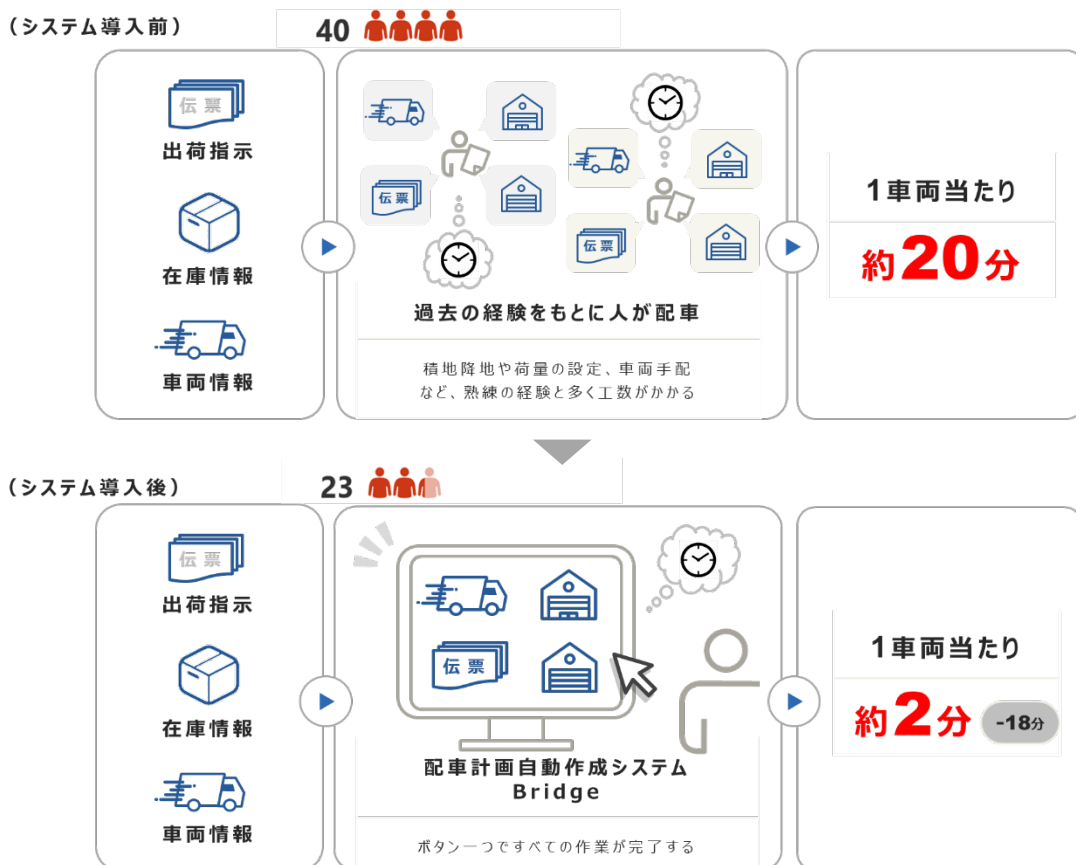 （システム導入前）
40
伝票
出荷指示
在庫情報
車両情報
伝票
伝票
過去の経験をもとに人が配車
積地降地や荷量の設定、車両手配
など、熟練の経験と多く工数がかかる
1車両当たり
約20分
（システム導入後）
23
伝票
出荷指示
在庫情報
車両情報
伝票
配車計画自動作成システム
Bridge
ボタン一つですべての作業が完了する
1車両当たり
約2分
-18分